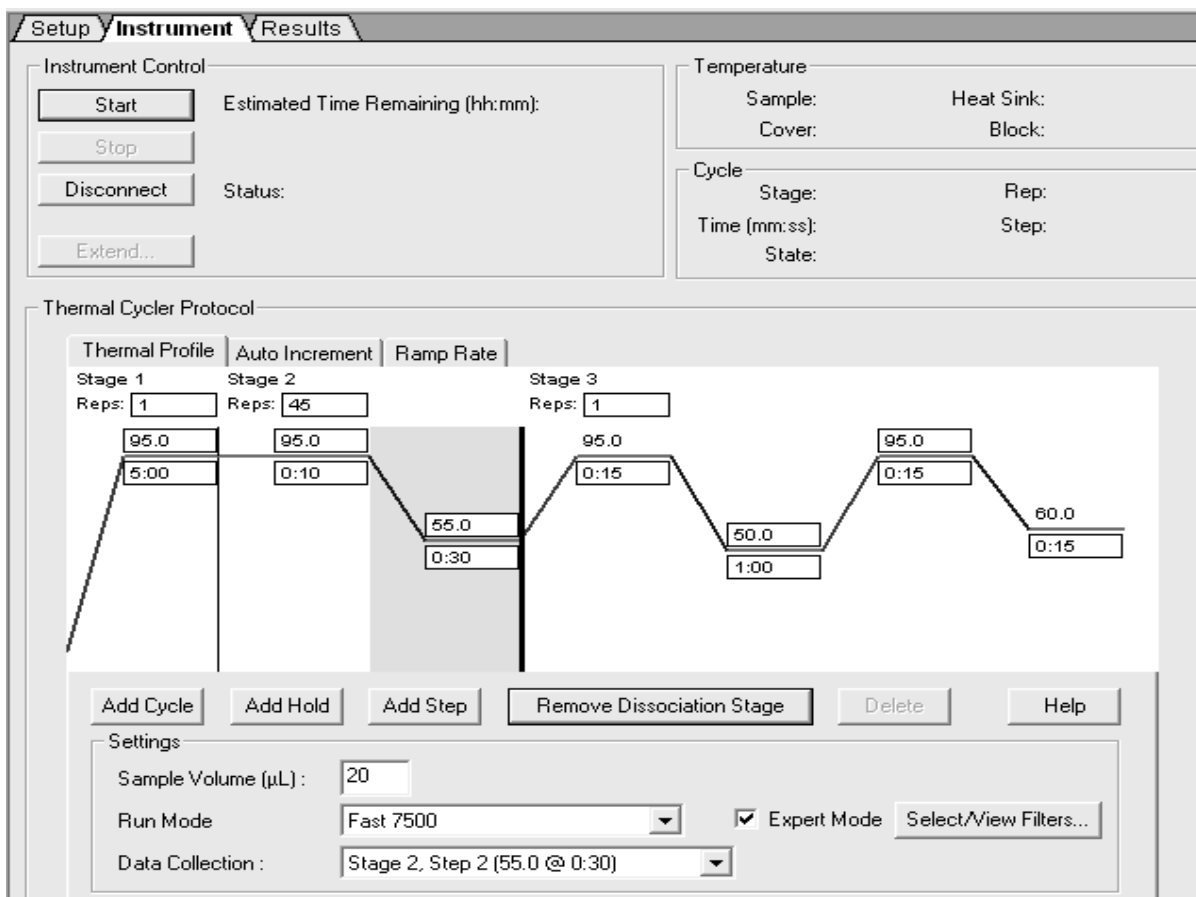 Setup Instrument Results
Instrument Control
Start Estimated Time Remaining (hh:mm):
Stop
Disconnect Status:
Extend...
Temperature
Sample: Heat Sink:
Cover: Block:
Cycle
Stage: Rep:
Time (mm:ss): Step:
State:
Thermal Cycler Protocol
Thermal Profile Auto Increment Ramp Rate
Stage 1 Stage 2 Stage 3
Reps: 1 Reps: 45 Reps: 1
95.0 95.0 95.0 95.0
5:00 0:10 0:15 0:15
55.0 50.0 60.0
0:30 1:00 0:15
Add Cycle Add Hold Add Step Remove Dissociation Stage Delete Help
Settings
Sample Volume (µL) : 20
Run Mode Fast 7500 Expert Mode Select/View Filters...
Data Collection : Stage 2, Step 2 (55.0 @ 0:30)